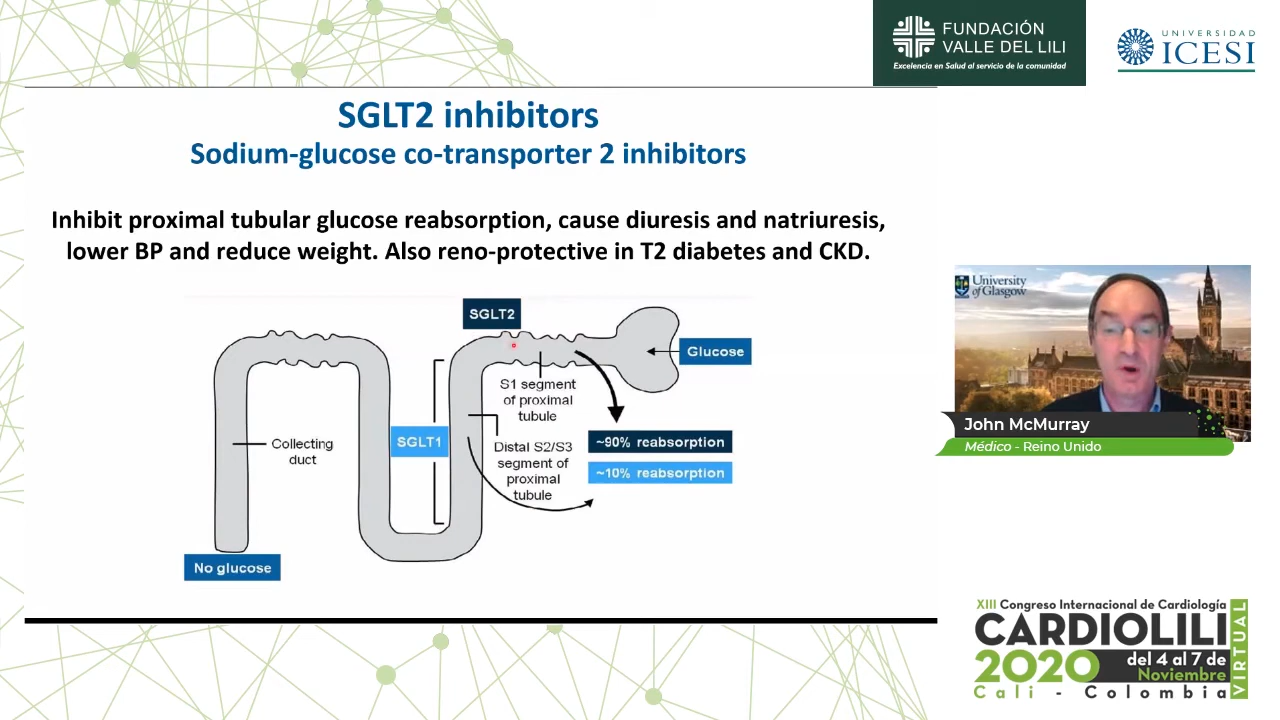 FUNDACIÓN
VALLE DEL LILI
Excelencia en Salud al servicio de la comunidad
UNIVERSIDAD
ICESI
SGLT2 inhibitors
Sodium-glucose co-transporter 2 inhibitors
Inhibit proximal tubular glucose reabsorption, cause diuresis and natriuresis,
lower BP and reduce weight. Also reno-protective in T2 diabetes and CKD.
SGLT2
Glucose
S1 segment
of proximal
tubule
SGLT1
Collecting
duct
Distal S2/S3
segment of
proximal
tubule
~90% reabsorption
~10% reabsorption
No glucose
University
of Glasgow
John McMurray
Médico - Reino Unido
XIII Congreso Internacional de Cardiología
CARDIOLILI
2020
del 4 al 7 de
Noviembre
VIRTUAL
Cali - Colombia